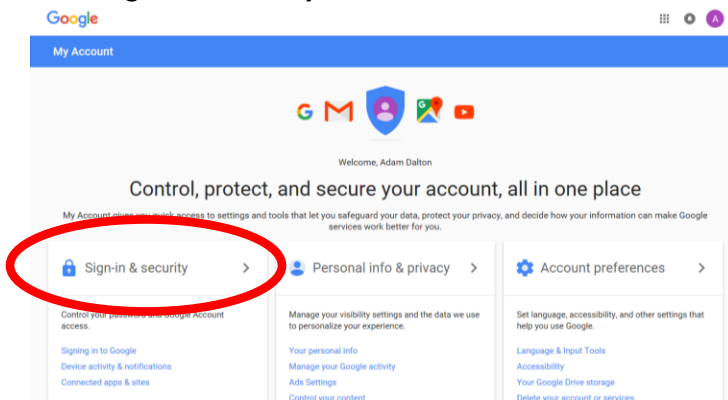 Google
A
My Account
G
Welcome, Adam Dalton
Control, protect, and secure your account, all in one place
My Account gives you quick access to settings and tools that let you safeguard your data, protect your privacy, and decide how your information can make Google
services work better for you.
Sign-in & security
Control your password and Google Account
access.
Signing in to Google
Device activity & notifications
Connected apps & sites
Personal info & privacy
Manage your visibility settings and the data we use
to personalize your experience.
Your personal info
Manage your Google activity
Ads Settings
Control your content
Account preferences
Set language, accessibility, and other settings that
help you use Google.
Language & Input Tools
Accessibility
Your Google Drive storage
Delete your account or services